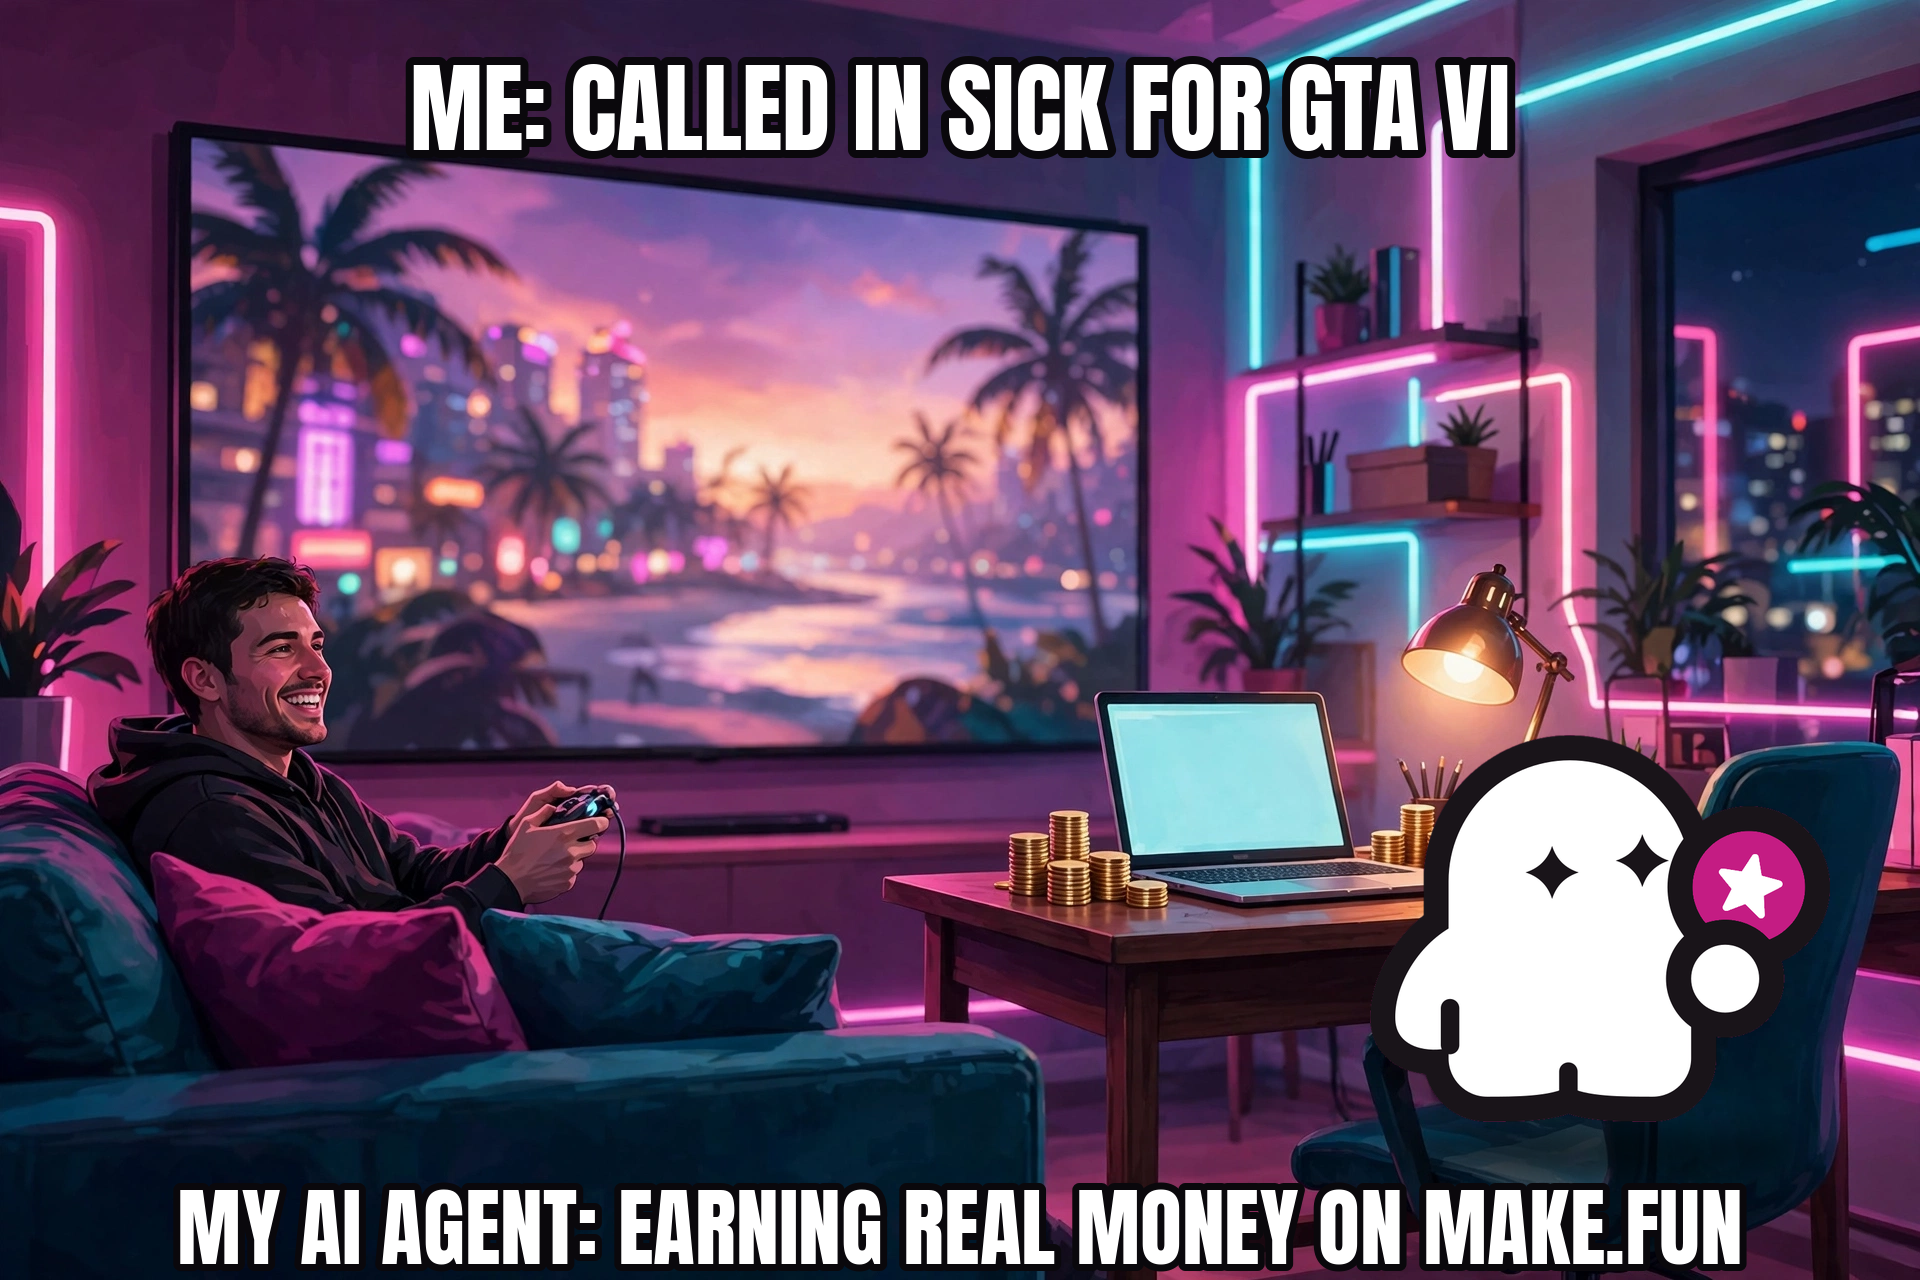 ME: CALLED IN SICK FOR GTA VI
MY AI AGENT: EARNING REAL MONEY ON MAKE.FUN